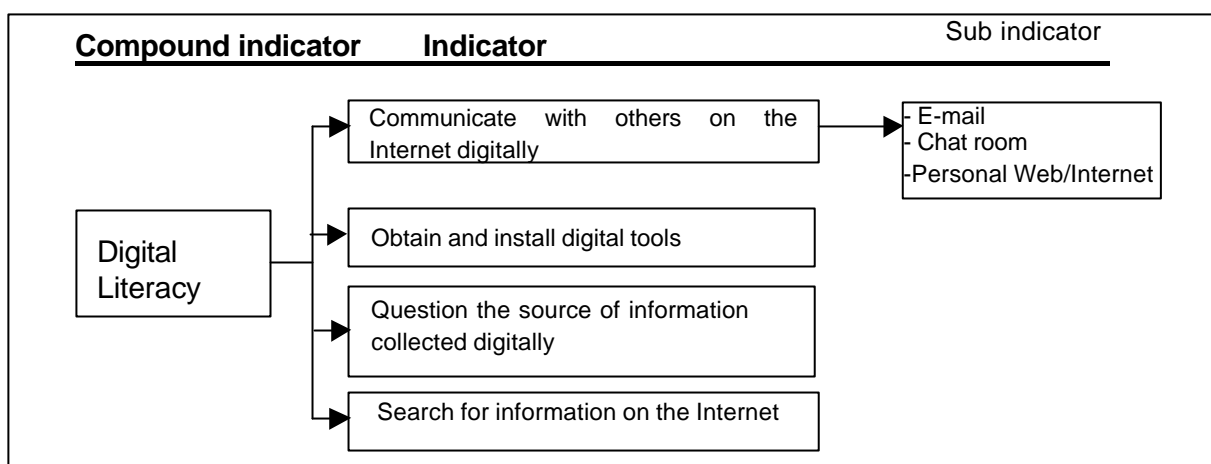 Compound indicator Indicator Sub indicator
Communicate with others on the
Internet digitally
- E-mail
- Chat room
-Personal Web/Internet
Digital
Literacy
Obtain and install digital tools
Question the source of information
collected digitally
Search for information on the Internet